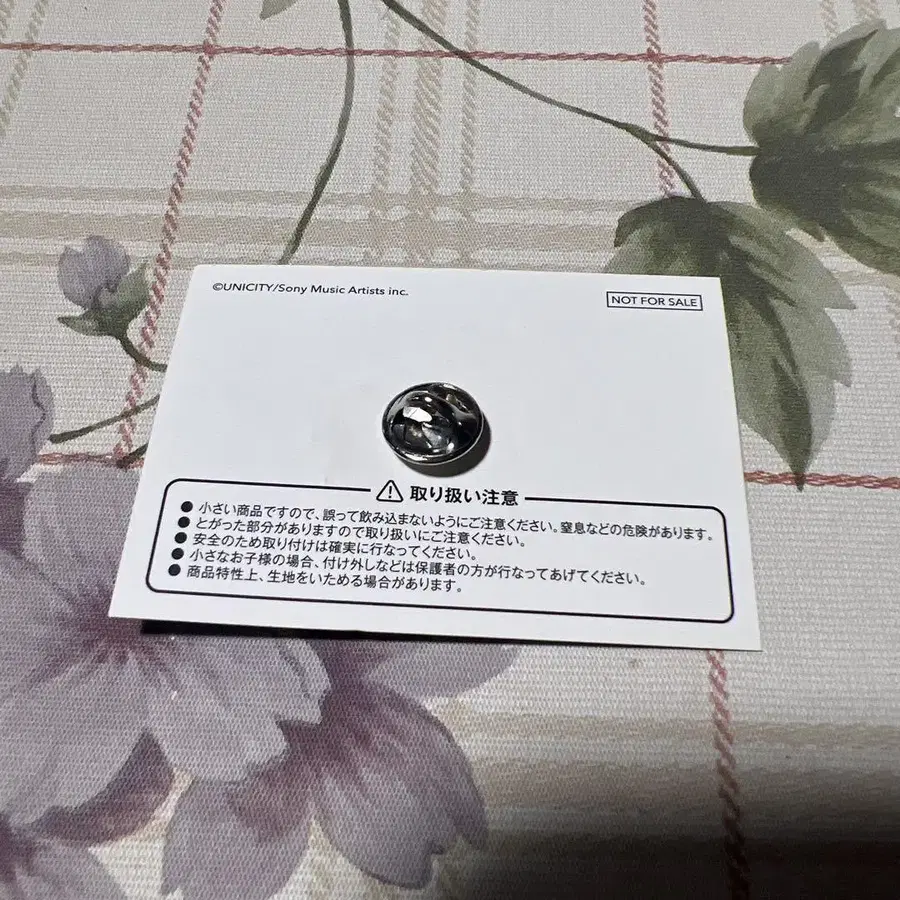 ©UNICITY/Sony Music Artists inc.
NOT FOR SALE
取り扱い注意
● 小さい商品ですので、誤って飲み込まないようにご注意ください。窒息などの危険があります。
● とがった部分がありますので取り扱いにご注意ください。
● 安全のため取り付けは確実に行なってください。
● 小さなお子様の場合、付け外しなどは保護者の方が行なってあげてください。
● 商品特性上、生地をいためる場合があります。